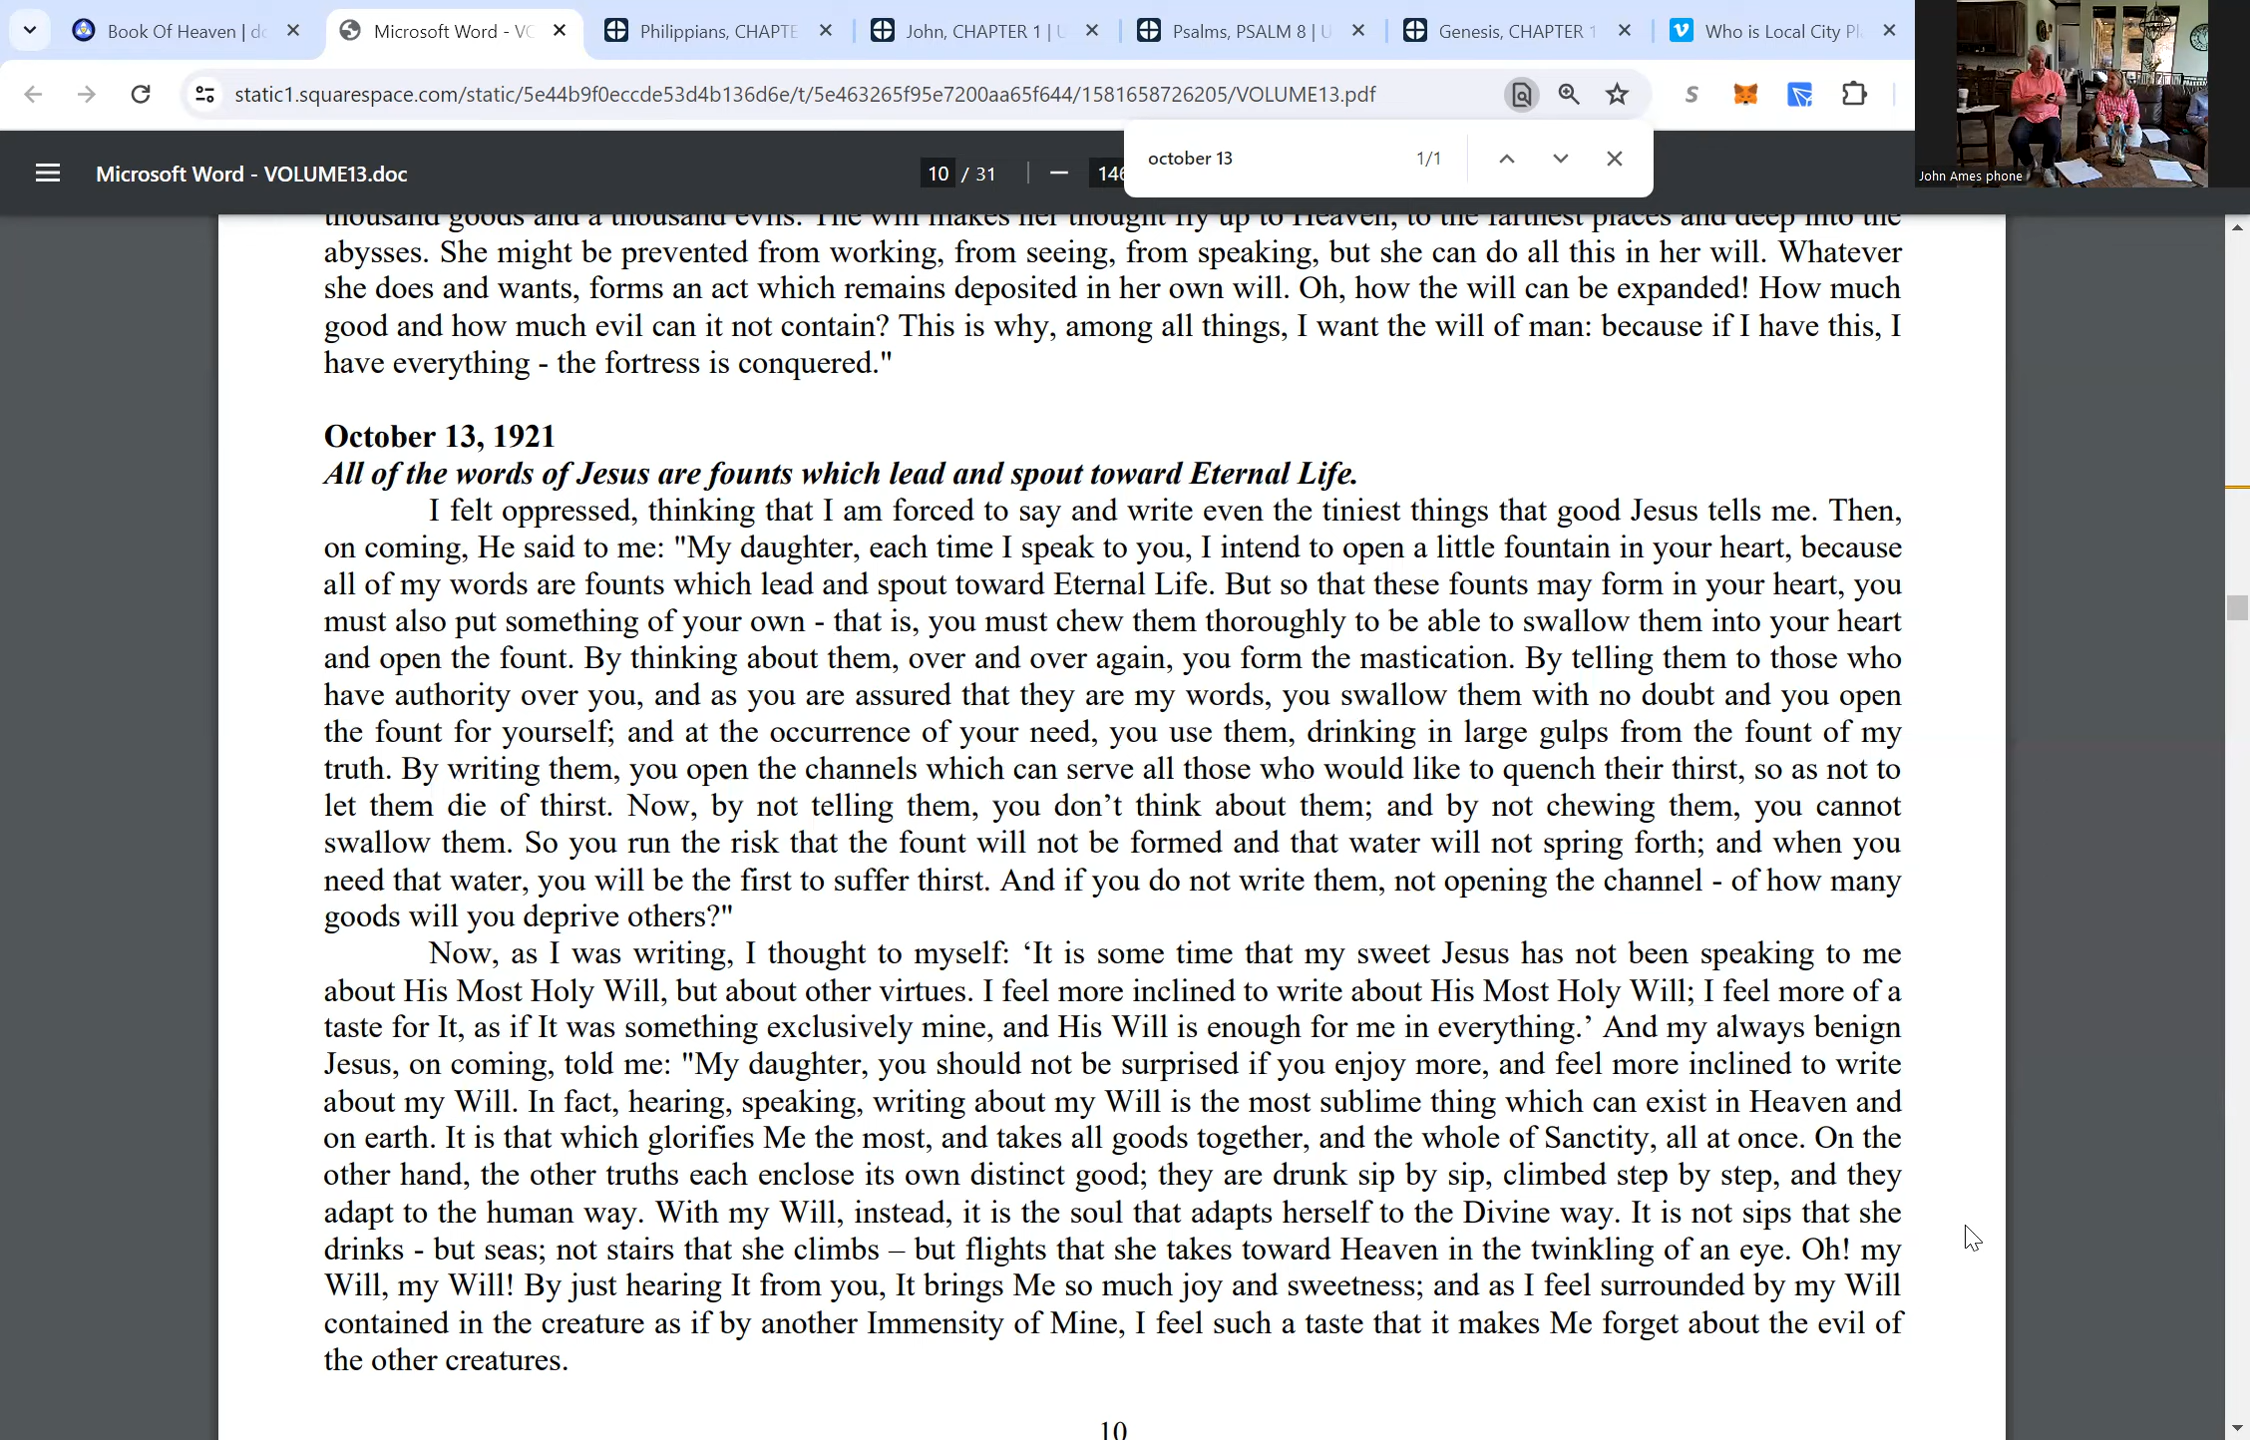 Book Of Heaven | do
Microsoft Word - VO
Philippians, CHAPTE
John, CHAPTER 1 | U
Psalms, PSALM 8 | U
Genesis, CHAPTER 1
Who is Local City Pl
static1.squarespace.com/static/5e44b9f0eccde53d4b136d6e/t/5e463265f95e7200aa65f644/1581658726205/VOLUME13.pdf
october 13
1/1
Microsoft Word - VOLUME13.doc
10 / 31
146
John Ames phone
thousand goods and a thousand evils. The will makes her thought fly up to Heaven, to the farthest places and deep into the
abysses. She might be prevented from working, from seeing, from speaking, but she can do all this in her will. Whatever
she does and wants, forms an act which remains deposited in her own will. Oh, how the will can be expanded! How much
good and how much evil can it not contain? This is why, among all things, I want the will of man: because if I have this, I
have everything - the fortress is conquered."
October 13, 1921
All of the words of Jesus are founts which lead and spout toward Eternal Life.
I felt oppressed, thinking that I am forced to say and write even the tiniest things that good Jesus tells me. Then,
on coming, He said to me: "My daughter, each time I speak to you, I intend to open a little fountain in your heart, because
all of my words are founts which lead and spout toward Eternal Life. But so that these founts may form in your heart, you
must also put something of your own - that is, you must chew them thoroughly to be able to swallow them into your heart
and open the fount. By thinking about them, over and over again, you form the mastication. By telling them to those who
have authority over you, and as you are assured that they are my words, you swallow them with no doubt and you open
the fount for yourself; and at the occurrence of your need, you use them, drinking in large gulps from the fount of my
truth. By writing them, you open the channels which can serve all those who would like to quench their thirst, so as not to
let them die of thirst. Now, by not telling them, you don’t think about them; and by not chewing them, you cannot
swallow them. So you run the risk that the fount will not be formed and that water will not spring forth; and when you
need that water, you will be the first to suffer thirst. And if you do not write them, not opening the channel - of how many
goods will you deprive others?"
Now, as I was writing, I thought to myself: ‘It is some time that my sweet Jesus has not been speaking to me
about His Most Holy Will, but about other virtues. I feel more inclined to write about His Most Holy Will; I feel more of a
taste for It, as if It was something exclusively mine, and His Will is enough for me in everything.’ And my always benign
Jesus, on coming, told me: "My daughter, you should not be surprised if you enjoy more, and feel more inclined to write
about my Will. In fact, hearing, speaking, writing about my Will is the most sublime thing which can exist in Heaven and
on earth. It is that which glorifies Me the most, and takes all goods together, and the whole of Sanctity, all at once. On the
other hand, the other truths each enclose its own distinct good; they are drunk sip by sip, climbed step by step, and they
adapt to the human way. With my Will, instead, it is the soul that adapts herself to the Divine way. It is not sips that she
drinks - but seas; not stairs that she climbs – but flights that she takes toward Heaven in the twinkling of an eye. Oh! my
Will, my Will! By just hearing It from you, It brings Me so much joy and sweetness; and as I feel surrounded by my Will
contained in the creature as if by another Immensity of Mine, I feel such a taste that it makes Me forget about the evil of
the other creatures.
10